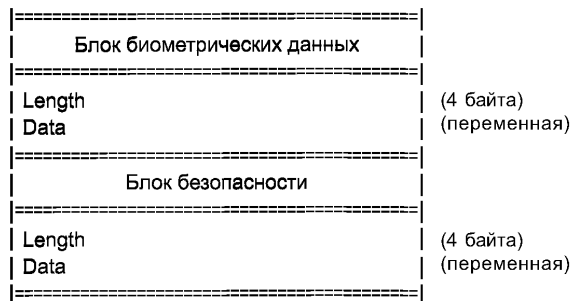 Блок биометрических данных
Length (4 байта)
Data (переменная)
Блок безопасности
Length (4 байта)
Data (переменная)